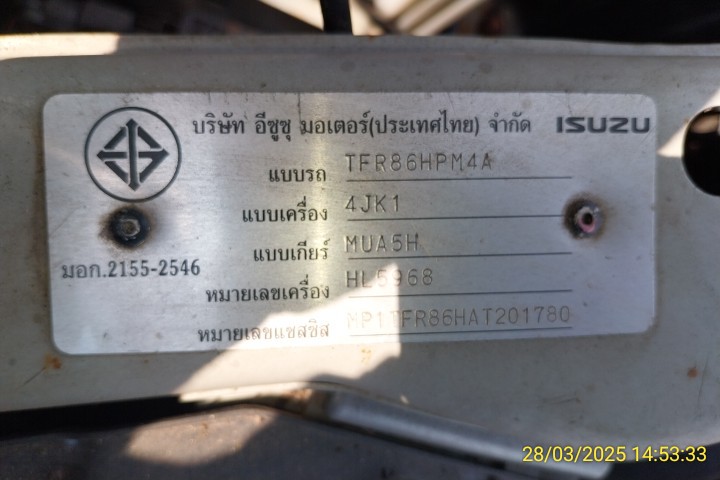 บริษัท อีซูซุ มอเตอร์(ประเทศไทย) จำกัด ISUZU
แบบรถ TFR86HPM4A
แบบเครื่อง 4JK1
แบบเกียร์ MUA5H
มอก.2155-2546
หมายเลขเครื่อง HL5968
หมายเลขแชสซิส MP1TFR86HAT201780
28/03/2025 14:53:33